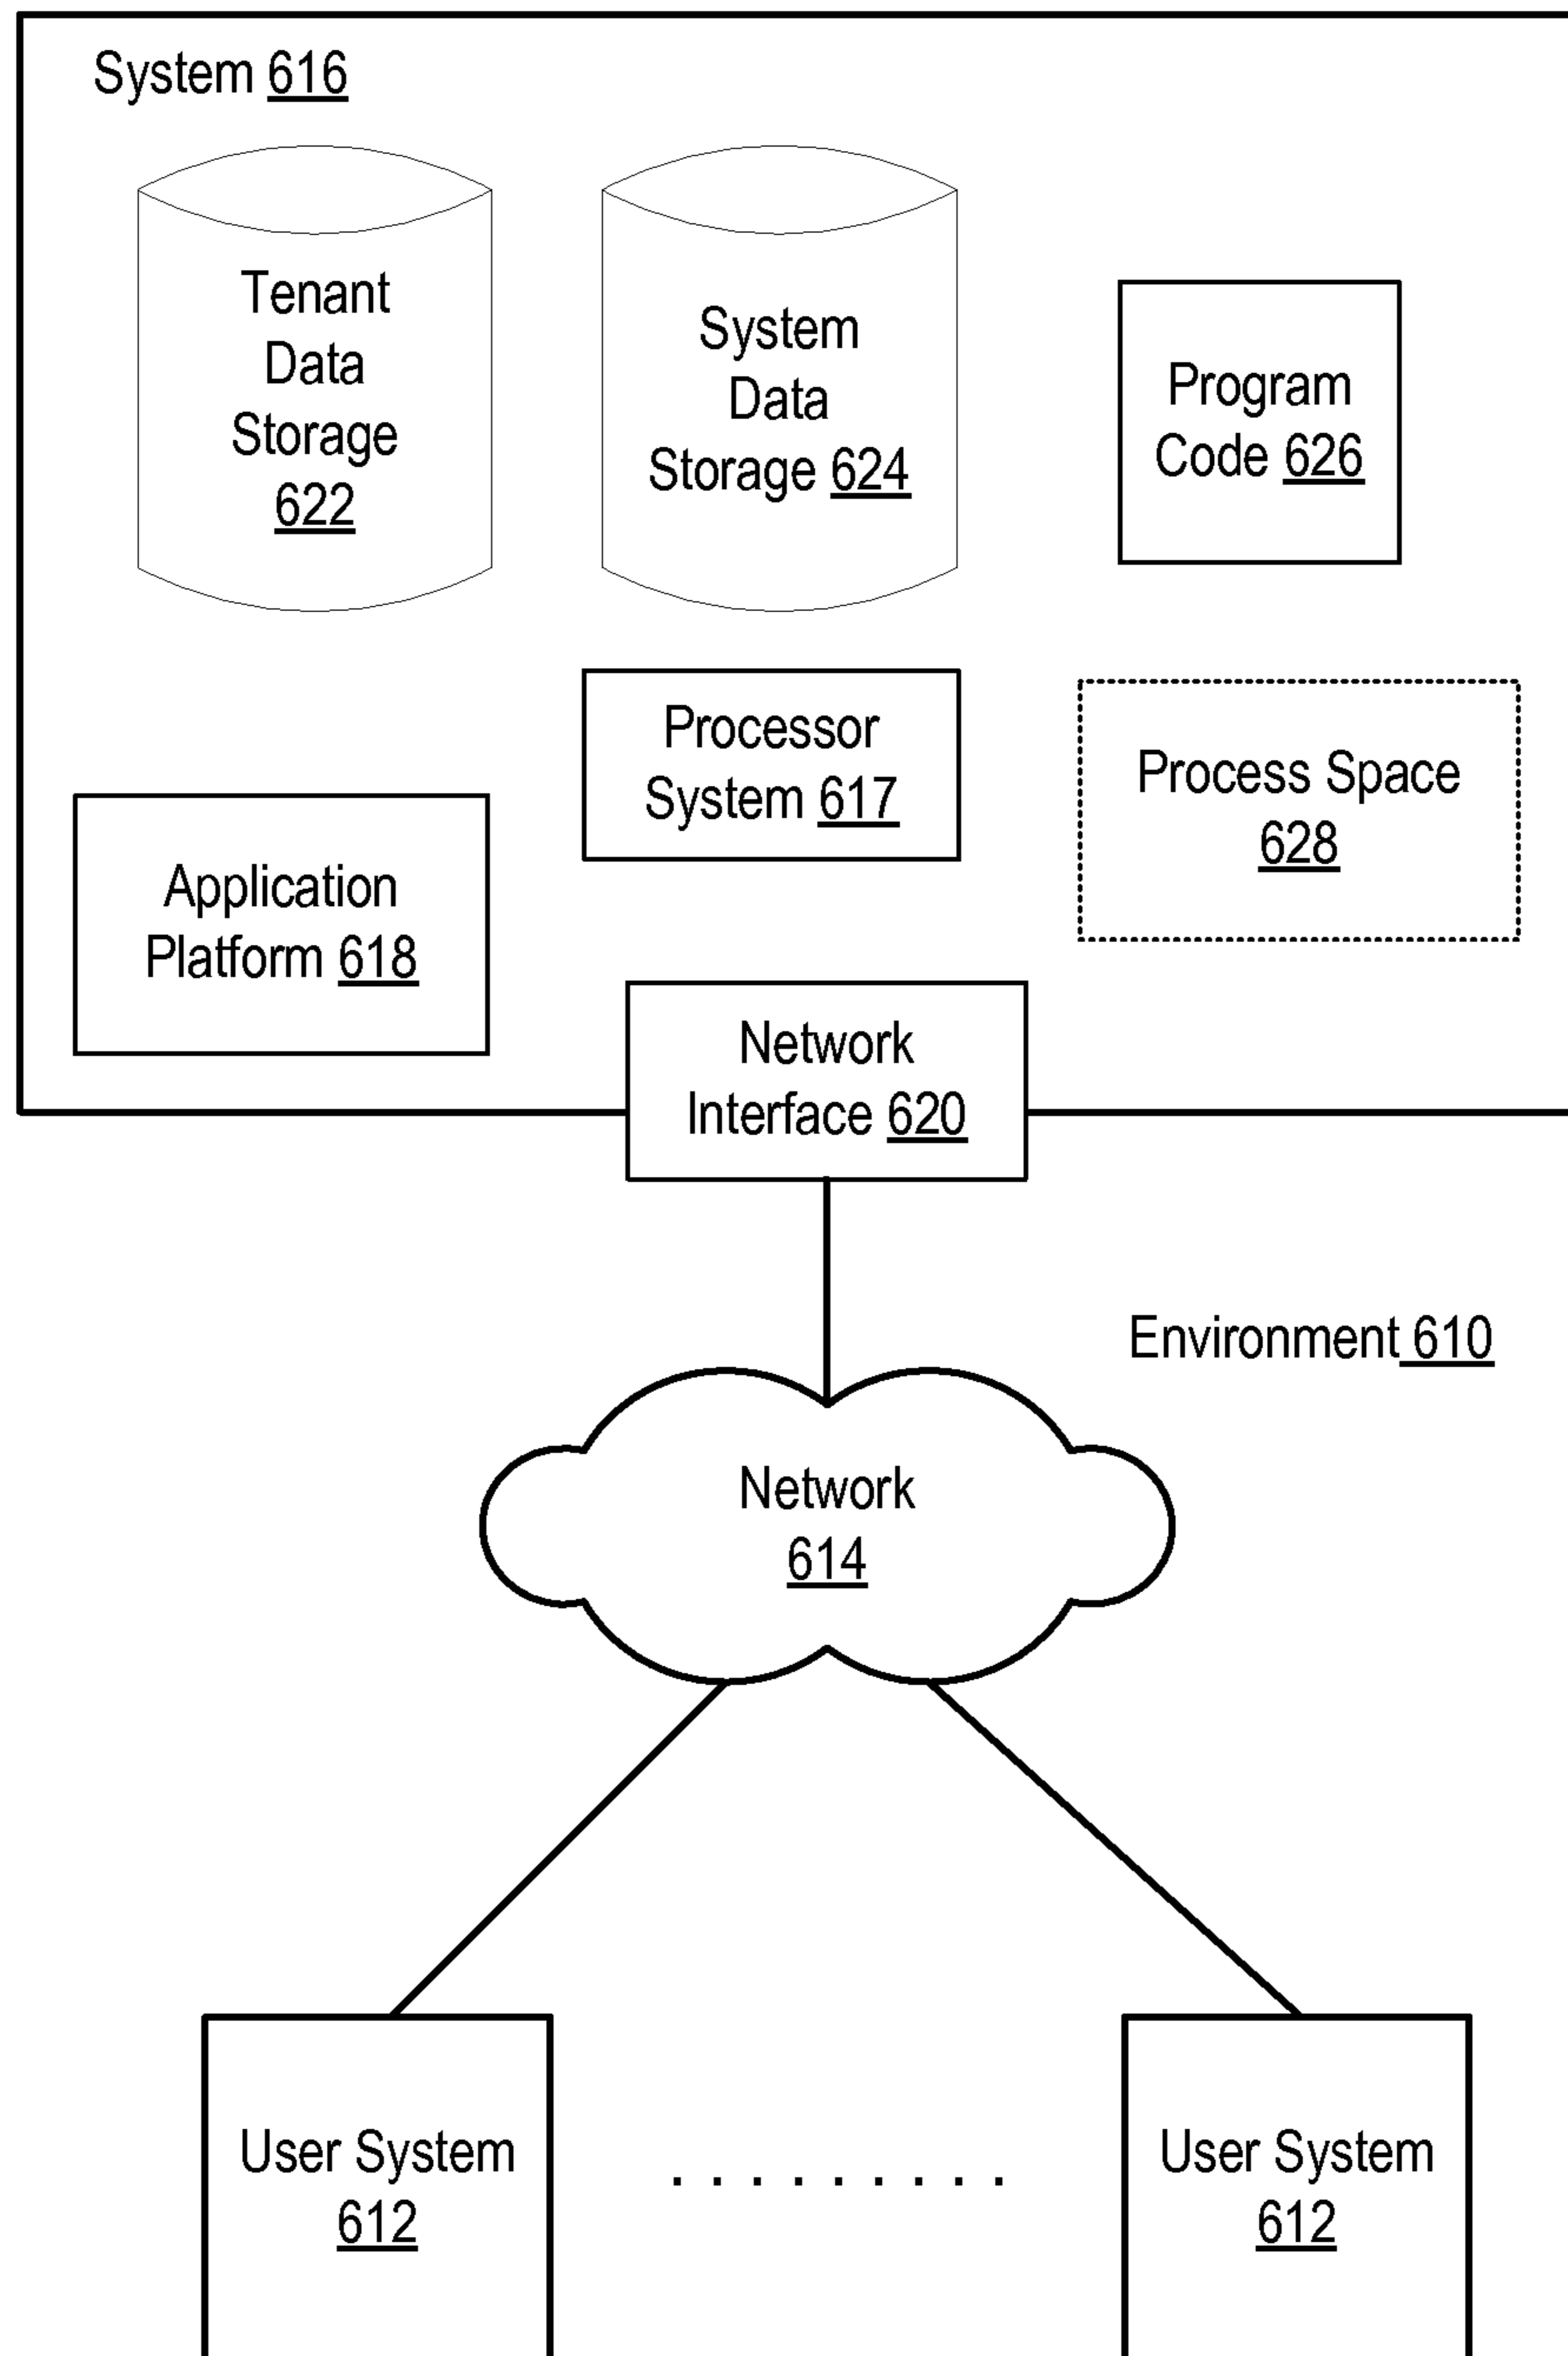 System 616
Tenant
Data
Storage
622
System
Data
Storage 624
Program
Code 626
Processor
System 617
Process Space
628
Application
Platform 618
Network
Interface 620
Environment 610
Network
614
User System
612
. . . . . . . . .
User System
612